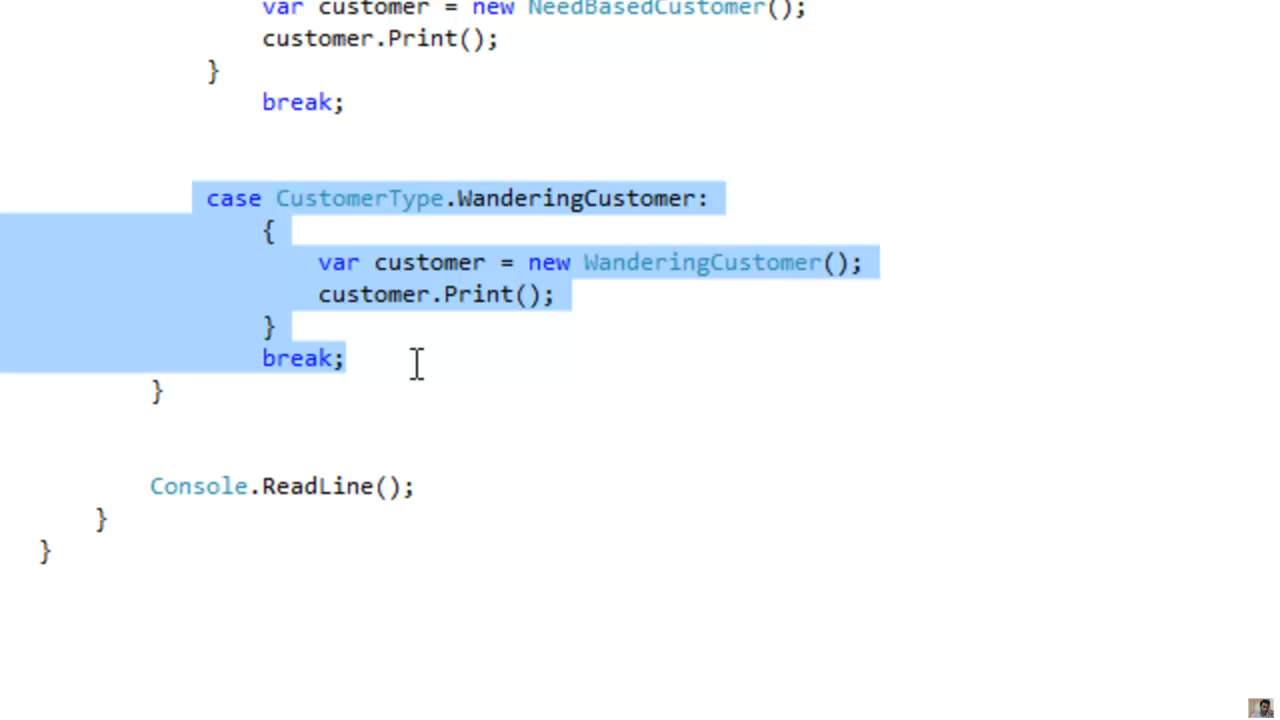 var customer = new NeedBasedCustomer();
customer.Print();
}
break;
case CustomerType.WanderingCustomer:
{
var customer = new WanderingCustomer();
customer.Print();
}
break;
}
Console.ReadLine();
}
}